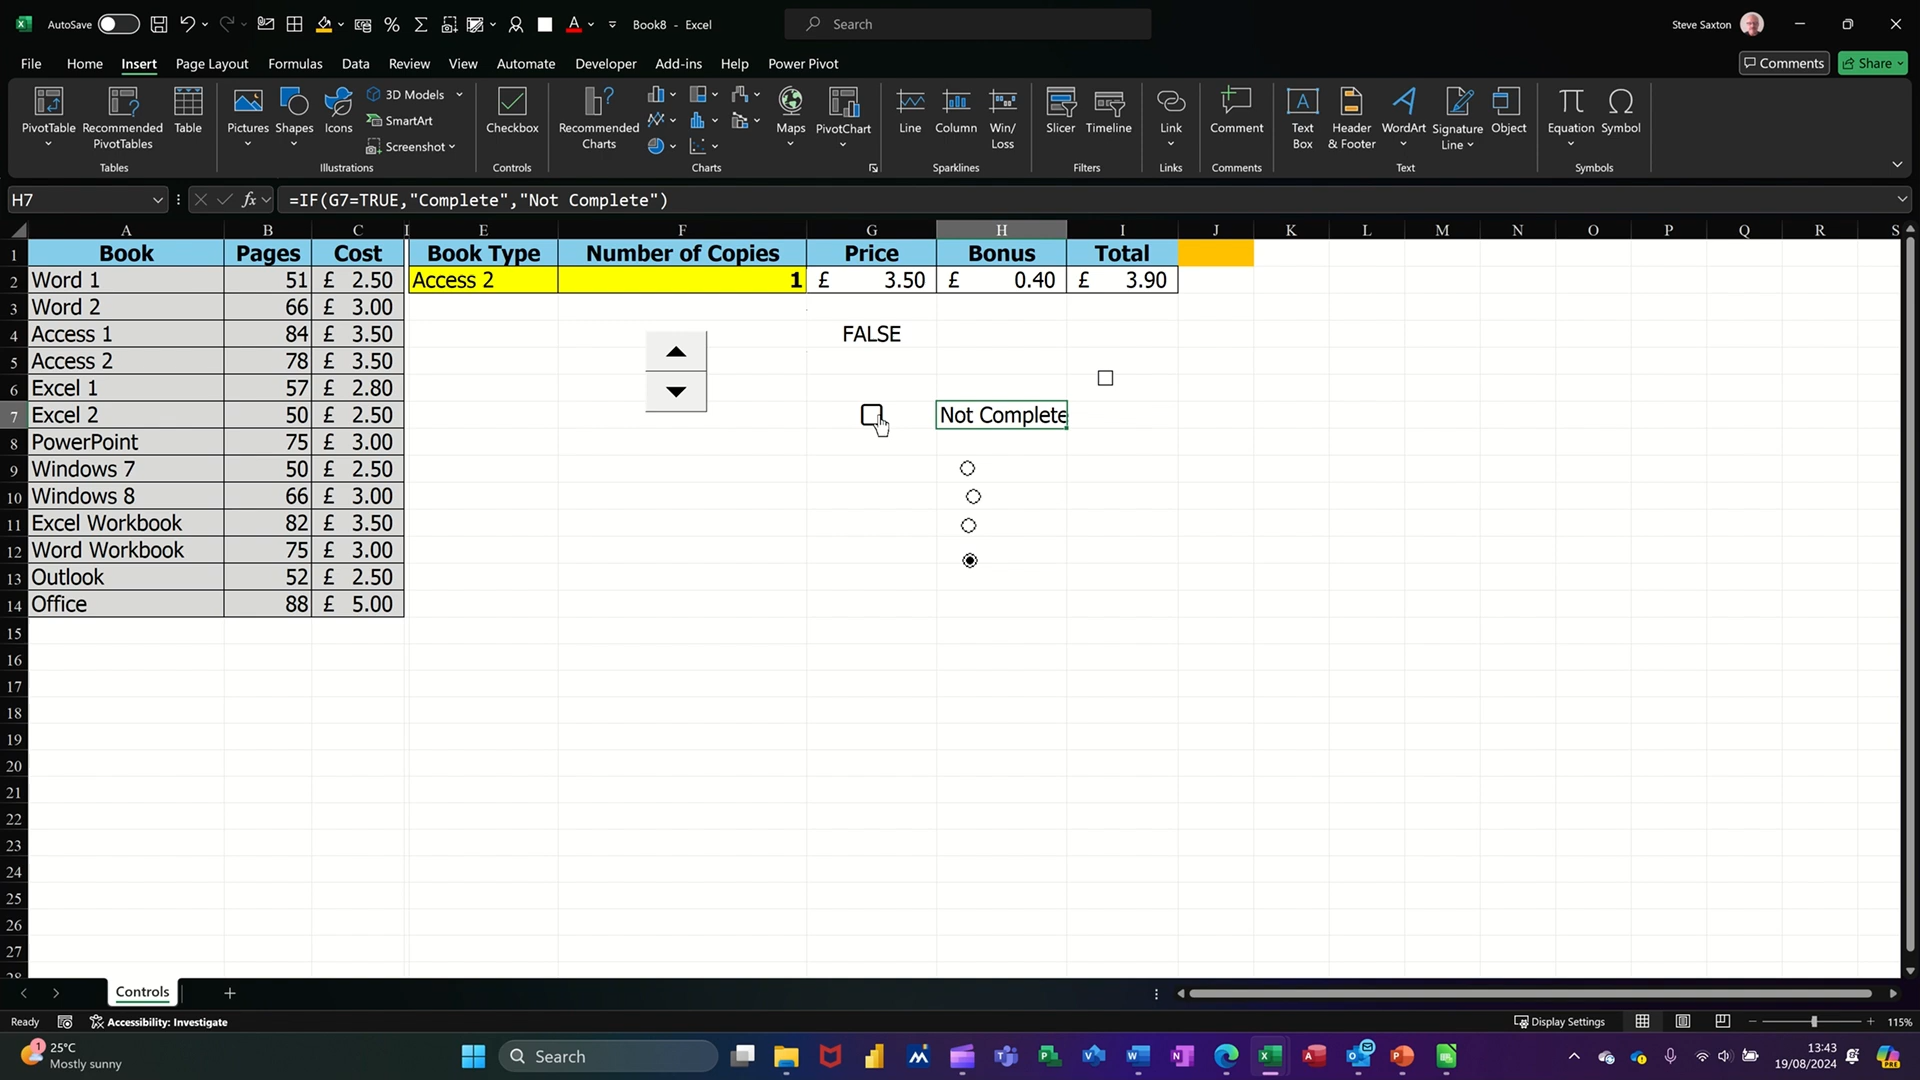 AutoSave
Book8 - Excel
Search
Steve Saxton
File Home Insert Page Layout Formulas Data Review View Automate Developer Add-ins Help Power Pivot
Comments Share
PivotTable
Recommended PivotTables
Table
Tables
Pictures
Shapes
Icons
3D Models
SmartArt
Screenshot
Illustrations
Checkbox
Controls
Recommended Charts
Maps
PivotChart
Charts
Line
Column
Win/ Loss
Sparklines
Slicer
Timeline
Filters
Link
Links
Comment
Comments
Text Box
Header & Footer
WordArt
Signature Line
Object
Text
Equation
Symbol
Symbols
H7
fx
=IF(G7=TRUE,"Complete","Not Complete")
A B C E F G H I J K L M N O P Q R S
1 Book Pages Cost Book Type Number of Copies Price Bonus Total
2 Word 1 51 £ 2.50 Access 2 1 £ 3.50 £ 0.40 £ 3.90
3 Word 2 66 £ 3.00
4 Access 1 84 £ 3.50 FALSE
5 Access 2 78 £ 3.50
6 Excel 1 57 £ 2.80
7 Excel 2 50 £ 2.50 Not Complete
8 PowerPoint 75 £ 3.00
9 Windows 7 50 £ 2.50
10 Windows 8 66 £ 3.00
11 Excel Workbook 82 £ 3.50
12 Word Workbook 75 £ 3.00
13 Outlook 52 £ 2.50
14 Office 88 £ 5.00
15
16
17
18
19
20
21
22
23
24
25
26
27
28
Controls
Ready
Accessibility: Investigate
Display Settings
115%
1
25°C
Mostly sunny
Search
13:43
19/08/2024
PRE